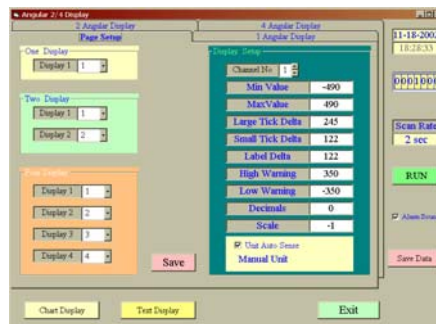 Angular 2/4 Display
2 Angular Display
4 Angular Display
Page Setup
1 Angular Display
One Display
Display 1 1
Two Display
Display 1 1
Display 2 2
Four Display
Display 1 1
Display 2 2
Display 3 3
Display 4 4
Save
Display Setup
Channel No 1
Min Value -490
MaxValue 490
Large Tick Delta 245
Small Tick Delta 122
Label Delta 122
High Warning 350
Low Warning -350
Decimals 0
Scale -1
Unit Auto Sense
Manual Unit
11-18-2002
18:28:33
Scan Rate
2 sec
RUN
Save Data
Chart Display
Text Display
Exit